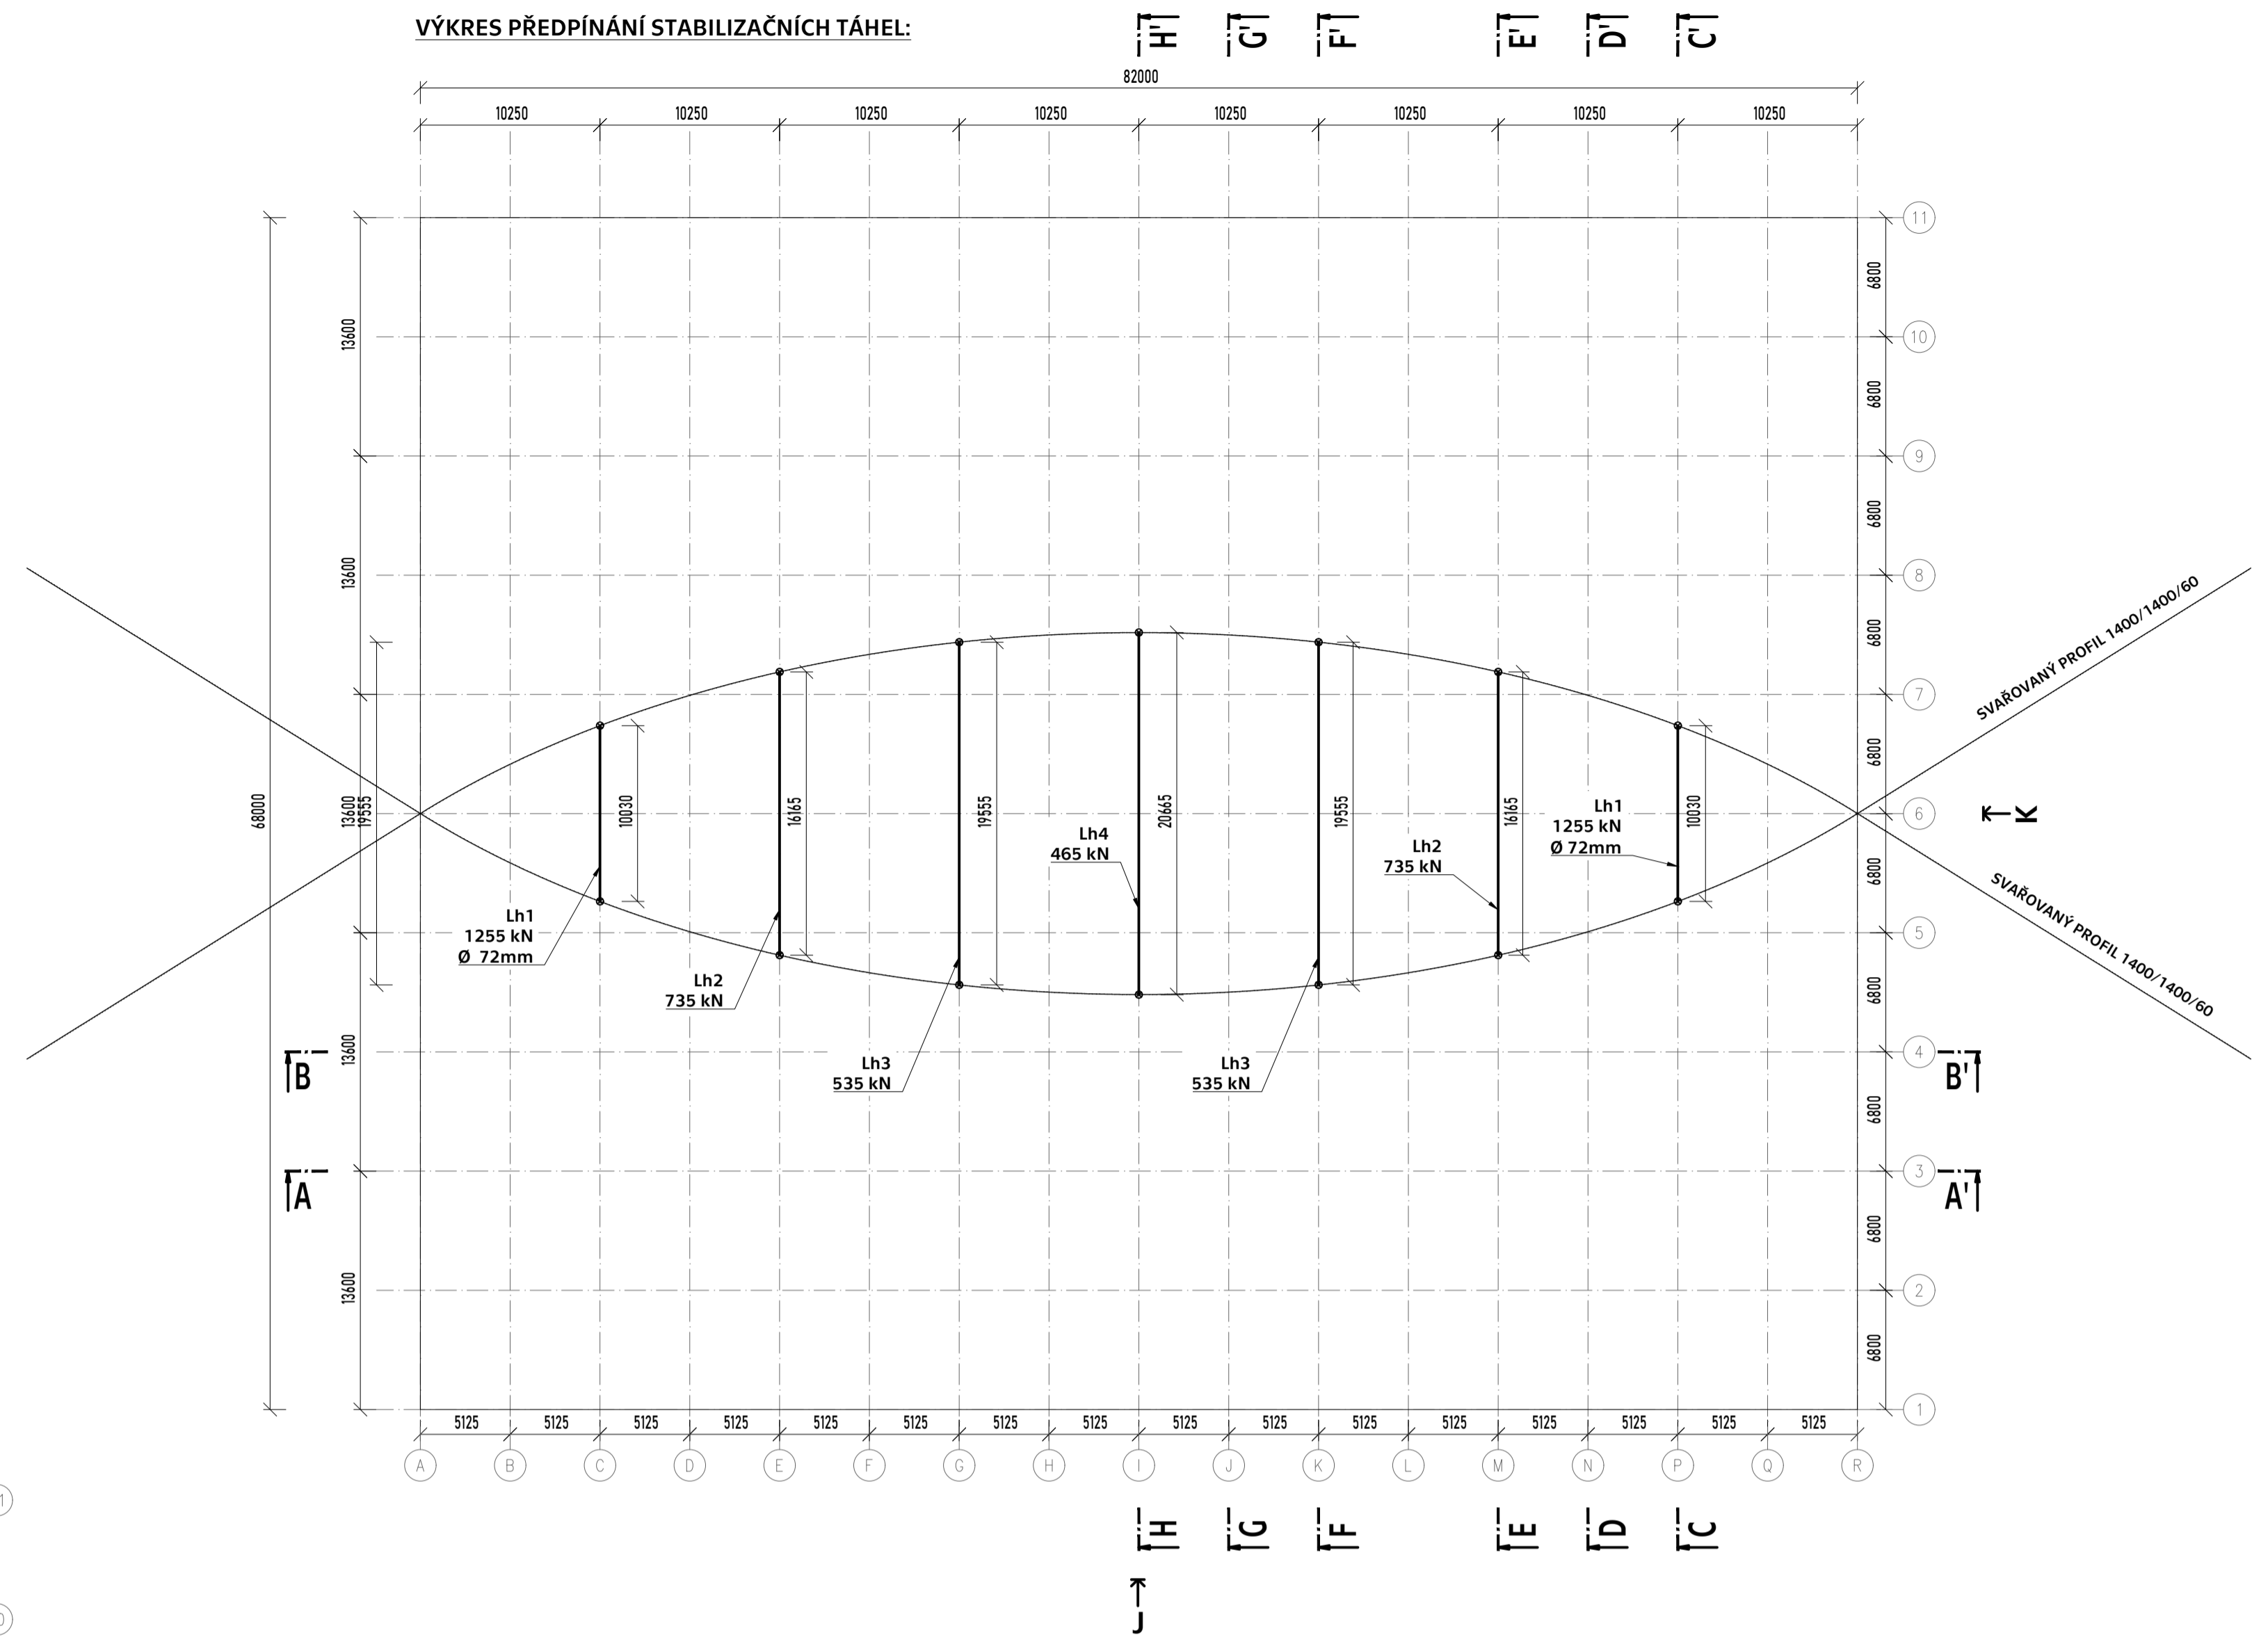 VÝKRES PŘEDPÍNÁNÍ STABILIZAČNÍCH TÁHEL:
H' G' F' E' D' C'
82000
10250 10250 10250 10250 10250 10250 10250 10250
11
6800
13600
10
6800
9
6800
13600
8
SVAŘOVANÝ PROFIL 1400/1400/60
6800
7
6800
68000
13600
19555
10030
16165
19555
20665
19555
16165
10030
Lh1
1255 kN
Ø 72mm
6
K
Lh4
465 kN
Lh2
735 kN
6800
SVAŘOVANÝ PROFIL 1400/1400/60
Lh1
1255 kN
Ø 72mm
5
Lh2
735 kN
6800
13600
Lh3
535 kN
Lh3
535 kN
4
B
B'
6800
3
A
A'
6800
13600
2
6800
1
5125 5125 5125 5125 5125 5125 5125 5125 5125 5125 5125 5125 5125 5125 5125 5125
A B C D E F G H I J K L M N P Q R
H G F E D C
J